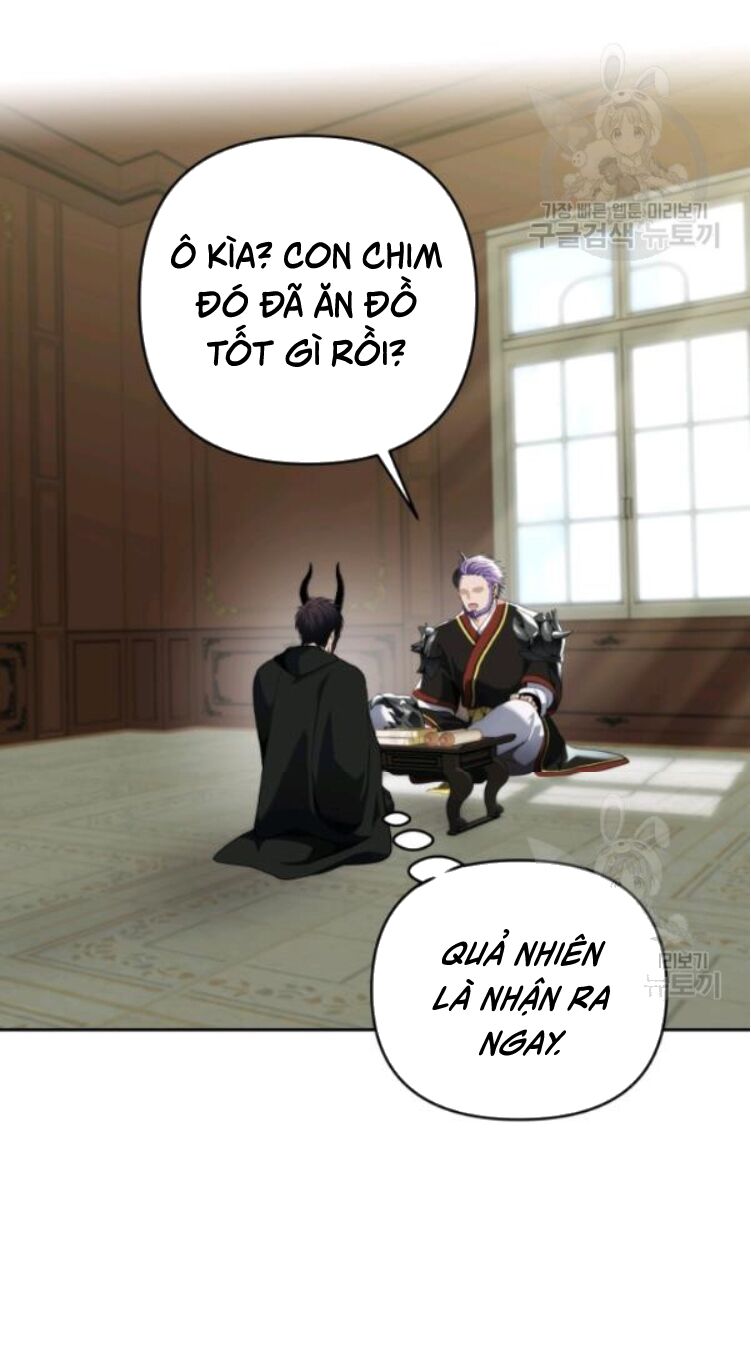 가장 빠른 웹툰 미리보기
구글검색 뉴토끼
Ô KÌA? CON CHIM
ĐÓ ĐÃ ĂN ĐỒ
TỐT GÌ RỒI?
QUẢ NHIÊN
LÀ NHẬN RA
NGAY.
리보기
뉴토끼